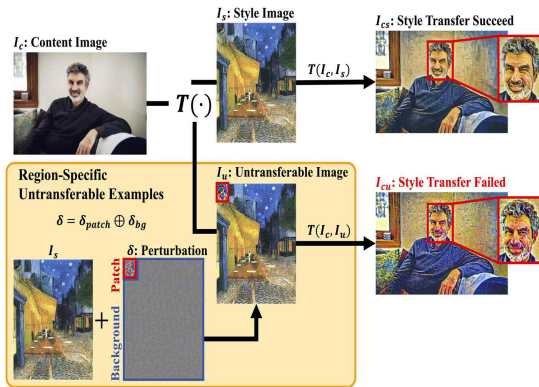 I_c: Content Image
I_s: Style Image
I_cs: Style Transfer Succeed
T(·)
T(I_c, I_s)
Region-Specific
Untransferable Examples
δ = δ_patch ⊕ δ_bg
I_u: Untransferable Image
I_cu: Style Transfer Failed
T(I_c, I_u)
I_s
δ: Perturbation
+
Patch
Background